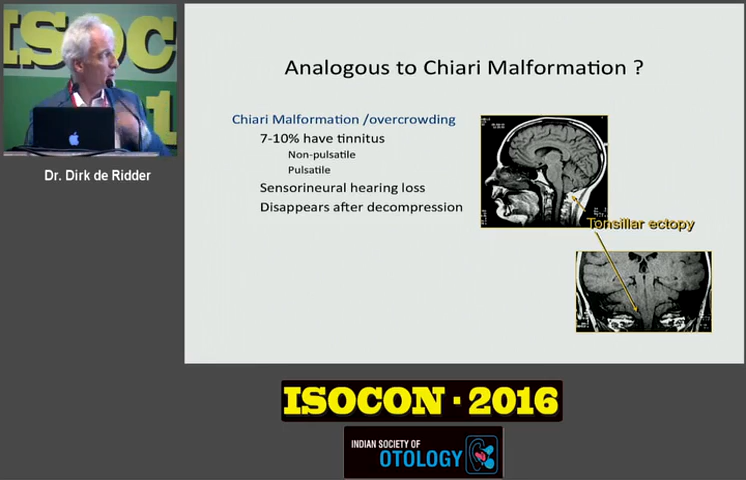 ISOC
Analogous to Chiari Malformation ?
Chiari Malformation /overcrowding
7-10% have tinnitus
Non-pulsatile
Pulsatile
Sensorineural hearing loss
Disappears after decompression
Tonsillar ectopy
Dr. Dirk de Ridder
ISOCON · 2016
INDIAN SOCIETY OF
OTOLOGY